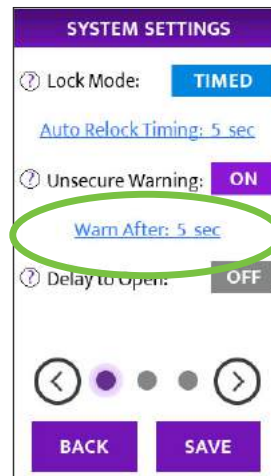 SYSTEM SETTINGS
? Lock Mode: TIMED
Auto Relock Timing: 5 sec
? Unsecure Warning: ON
Warn After: 5 sec
? Delay to Open: OFF
BACK SAVE